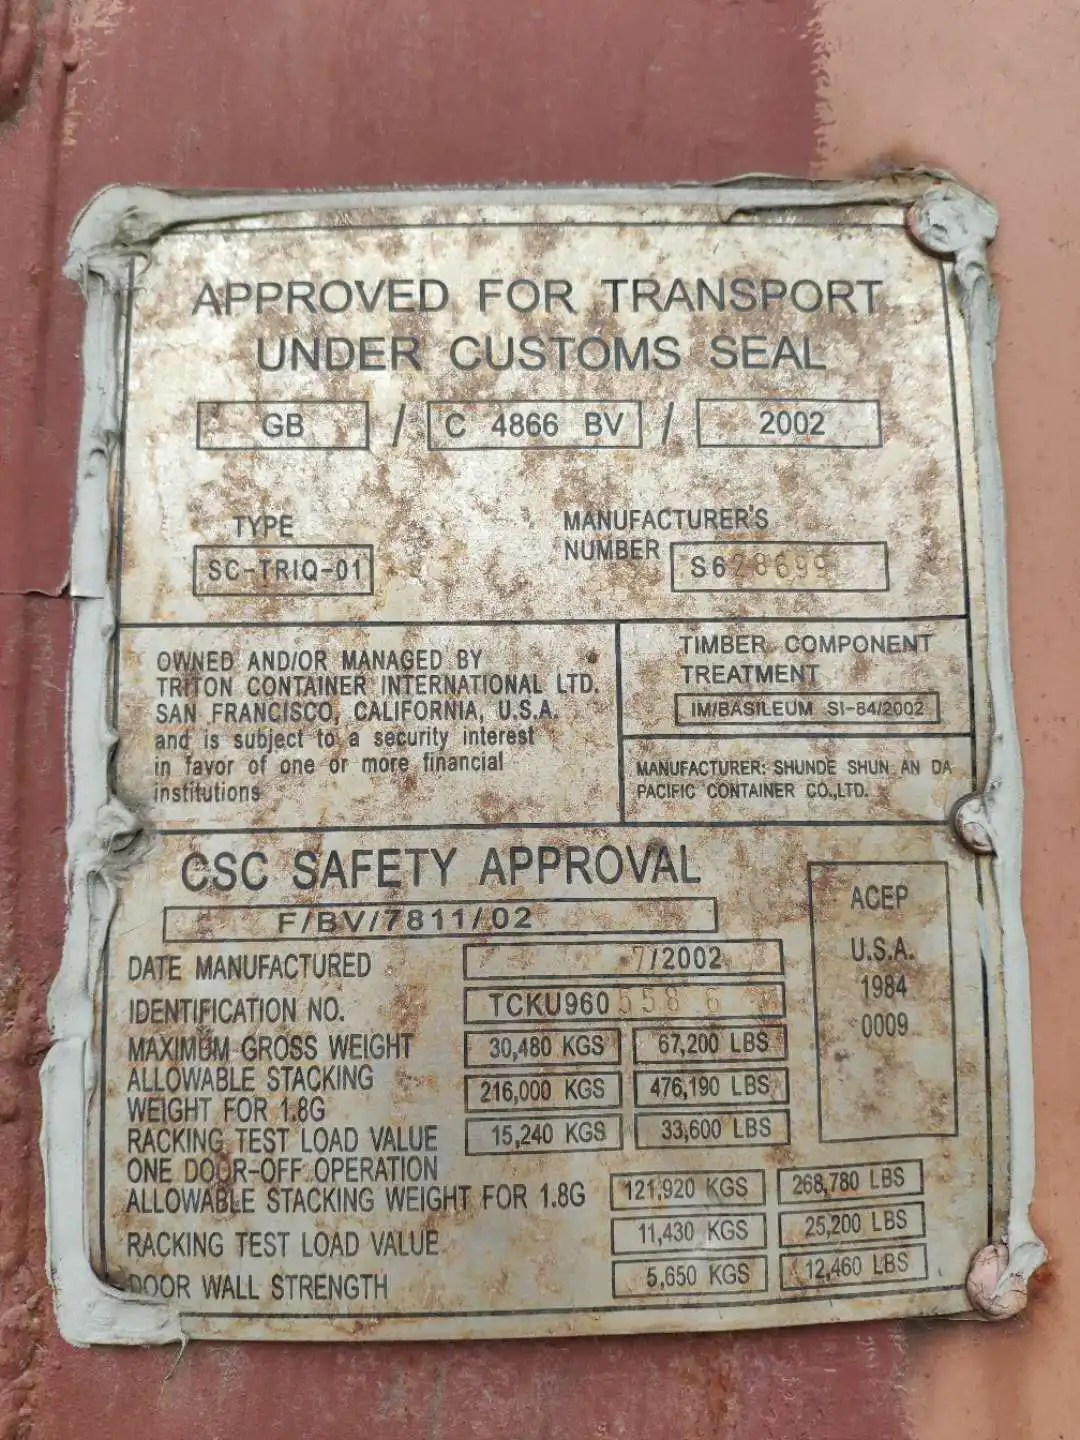 APPROVED FOR TRANSPORT
UNDER CUSTOMS SEAL
GB / C 4866 BV / 2002
TYPE
SC-TRIQ-01
MANUFACTURER'S
NUMBER S628699
OWNED AND/OR MANAGED BY
TRITON CONTAINER INTERNATIONAL LTD.
SAN FRANCISCO, CALIFORNIA, U.S.A.
and is subject to a security interest
in favor of one or more financial
institutions
TIMBER COMPONENT
TREATMENT
IM/BASILEUM SI-84/2002
MANUFACTURER: SHUNDE SHUN AN DA
PACIFIC CONTAINER CO.,LTD.
CSC SAFETY APPROVAL
F/BV/7811/02
DATE MANUFACTURED 7/2002
IDENTIFICATION NO. TCKU960 558 6
MAXIMUM GROSS WEIGHT 30,480 KGS 67,200 LBS
ALLOWABLE STACKING
WEIGHT FOR 1.8G 216,000 KGS 476,190 LBS
RACKING TEST LOAD VALUE 15,240 KGS 33,600 LBS
ONE DOOR-OFF OPERATION
ALLOWABLE STACKING WEIGHT FOR 1.8G 121,920 KGS 268,780 LBS
RACKING TEST LOAD VALUE 11,430 KGS 25,200 LBS
DOOR WALL STRENGTH 5,650 KGS 12,460 LBS
ACEP
U.S.A.
1984
0009